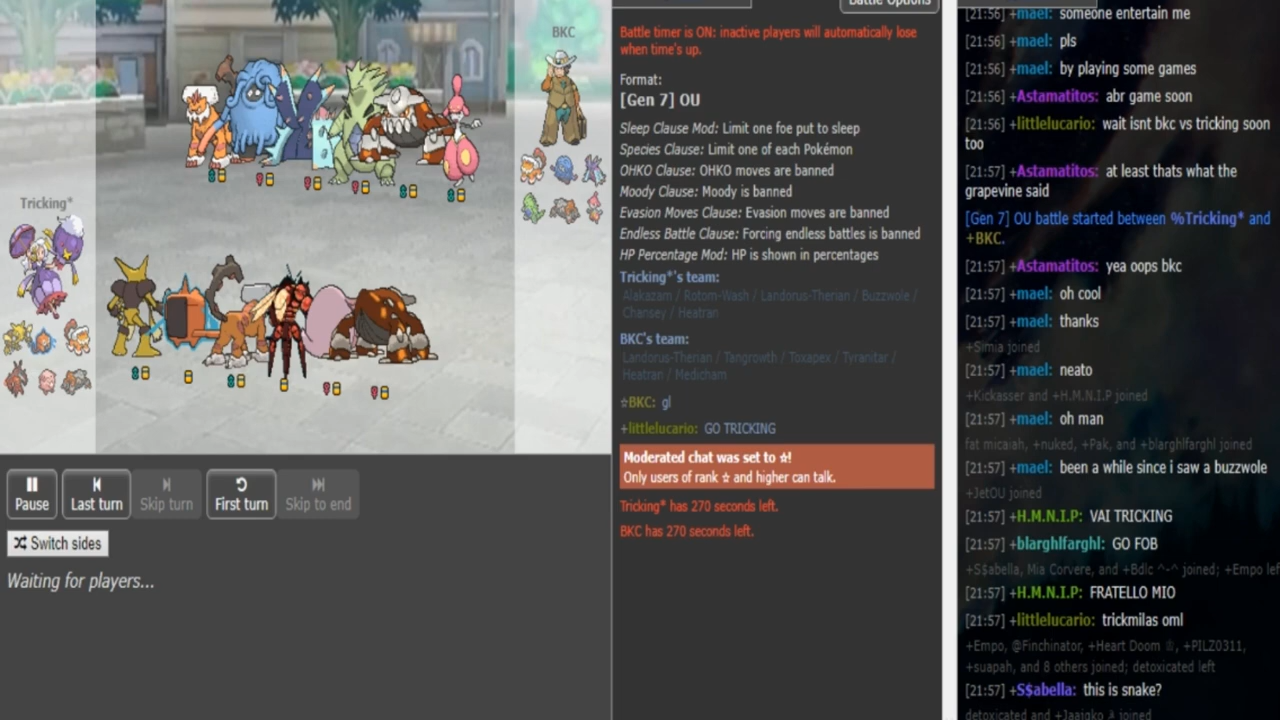 BKC
Tricking*
Pause
Last turn
Skip turn
First turn
Skip to end
Switch sides
Waiting for players...
Battle Options
Battle timer is ON: inactive players will automatically lose
when time's up.
Format:
[Gen 7] OU
Sleep Clause Mod: Limit one foe put to sleep
Species Clause: Limit one of each Pokémon
OHKO Clause: OHKO moves are banned
Moody Clause: Moody is banned
Evasion Moves Clause: Evasion moves are banned
Endless Battle Clause: Forcing endless battles is banned
HP Percentage Mod: HP is shown in percentages
Tricking*'s team:
Alakazam / Rotom-Wash / Landorus-Therian / Buzzwole /
Chansey / Heatran
BKC's team:
Landorus-Therian / Tangrowth / Toxapex / Tyranitar /
Heatran / Medicham
☆BKC: gl
+littlelucario: GO TRICKING
Moderated chat was set to ☆!
Only users of rank ☆ and higher can talk.
Tricking* has 270 seconds left.
BKC has 270 seconds left.
[21:56] +mael: someone entertain me
[21:56] +mael: pls
[21:56] +mael: by playing some games
[21:56] +Astamatitos: abr game soon
[21:56] +littlelucario: wait isnt bkc vs tricking soon
too
[21:57] +Astamatitos: at least thats what the
grapevine said
[Gen 7] OU battle started between %Tricking* and
+BKC.
[21:57] +Astamatitos: yea oops bkc
[21:57] +mael: oh cool
[21:57] +mael: thanks
+Simia joined
[21:57] +mael: neato
+Kickasser and +H.M.N.I.P joined
[21:57] +mael: oh man
fat micaiah, +nuked, +Pak, and +blarghlfarghl joined
[21:57] +mael: been a while since i saw a buzzwole
+JetOU joined
[21:57] +H.M.N.I.P: VAI TRICKING
[21:57] +blarghlfarghl: GO FOB
+S$abella, Mia Corvere, and +Bdlc ^-^ joined; +Empo lef
[21:57] +H.M.N.I.P: FRATELLO MIO
[21:57] +littlelucario: trickmilas oml
+Empo, @Finchinator, +Heart Doom ♔, +PILZ0311,
+suapah, and 8 others joined; detoxicated left
[21:57] +S$abella: this is snake?
detoxicated and +Jaajgko joined